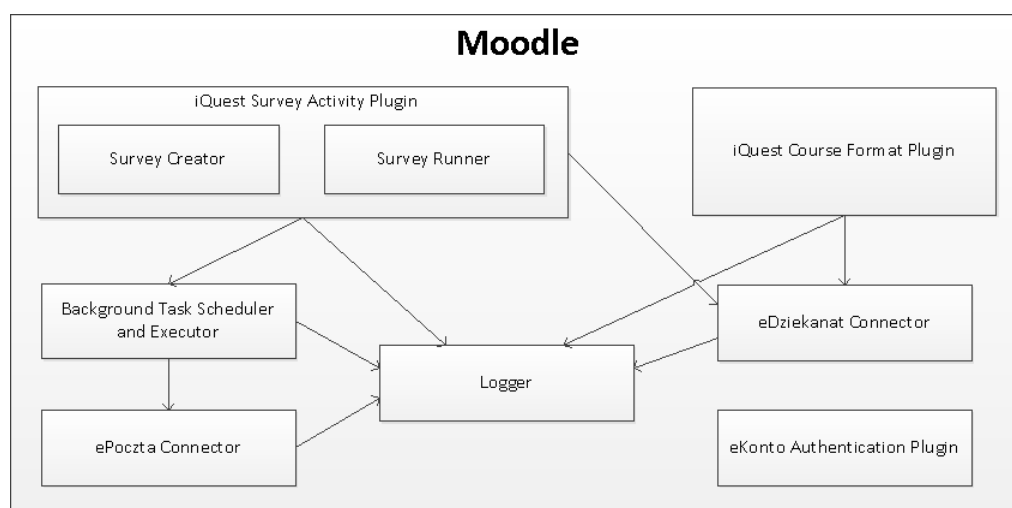 Moodle
iQuest Survey Activity Plugin
Survey Creator
Survey Runner
iQuest Course Format Plugin
Background Task Scheduler
and Executor
eDziekanat Connector
Logger
ePoczta Connector
eKonto Authentication Plugin